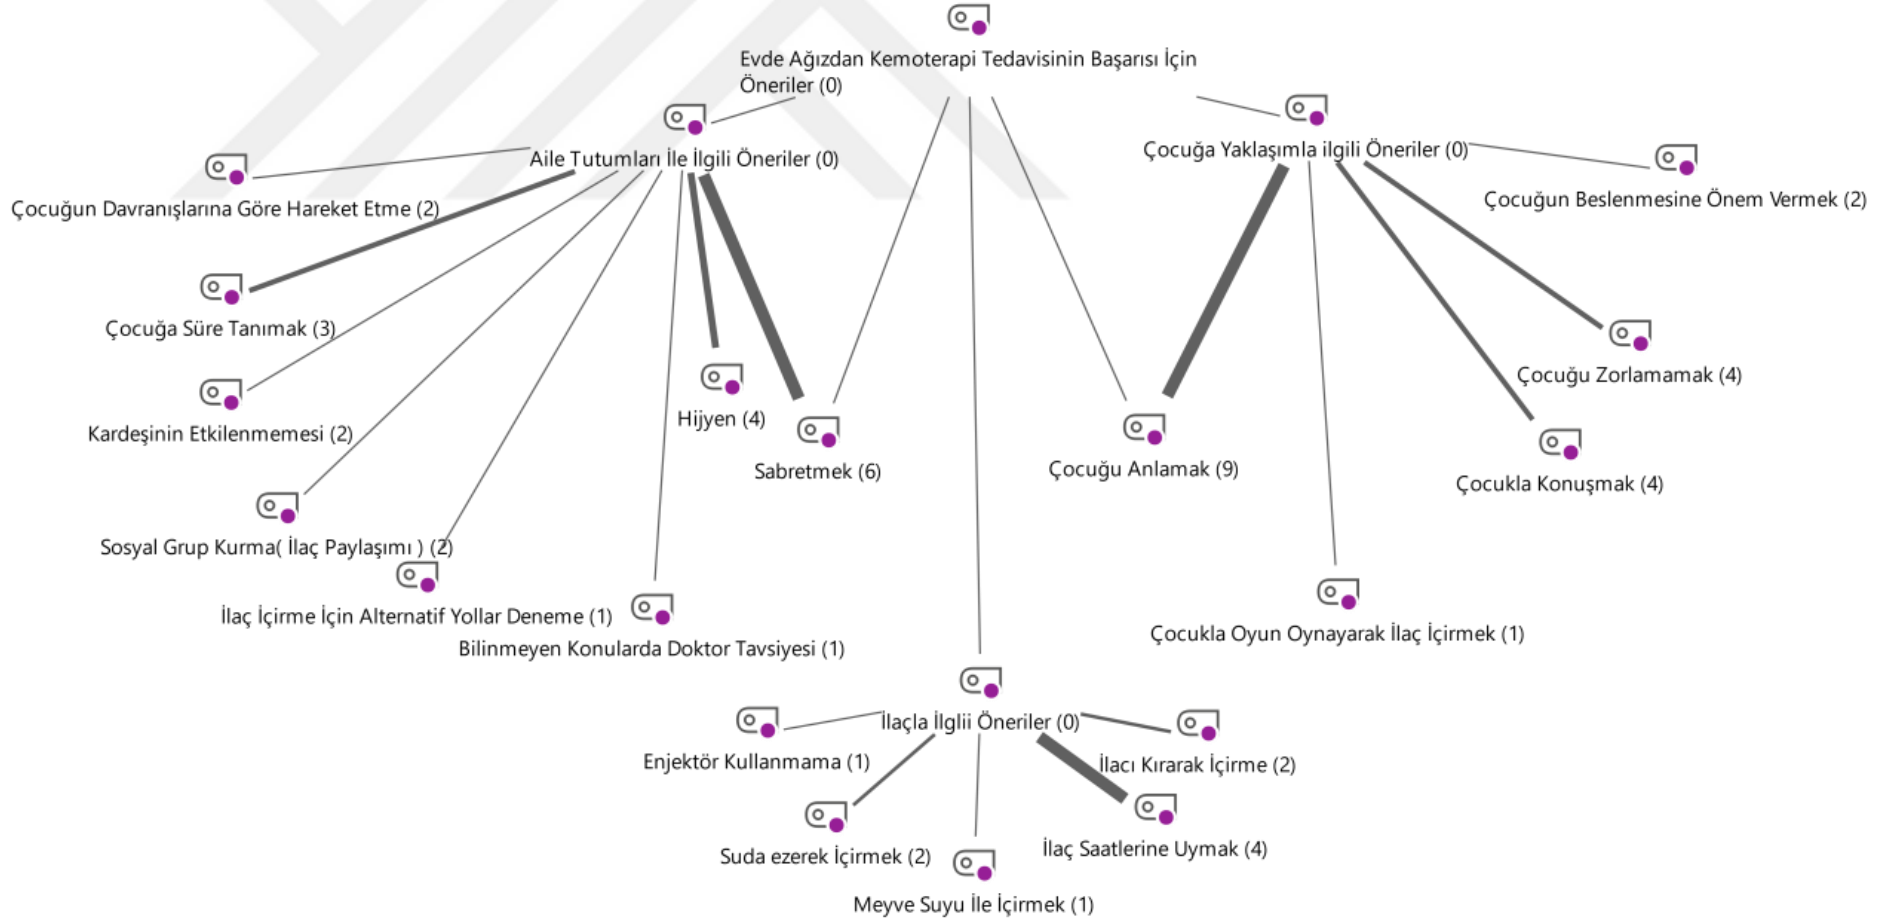 Evde Ağızdan Kemoterapi Tedavisinin Başarısı İçin
Öneriler (0)
Aile Tutumları İle İlgili Öneriler (0)
Çocuğa Yaklaşımla ilgili Öneriler (0)
Çocuğun Davranışlarına Göre Hareket Etme (2)
Çocuğun Beslenmesine Önem Vermek (2)
Çocuğa Süre Tanımak (3)
Çocuğu Zorlamamak (4)
Kardeşinin Etkilenmemesi (2)
Hijyen (4)
Sabretmek (6)
Çocuğu Anlamak (9)
Çocukla Konuşmak (4)
Sosyal Grup Kurma( İlaç Paylaşımı ) (2)
İlaç İçirme İçin Alternatif Yollar Deneme (1)
Bilinmeyen Konularda Doktor Tavsiyesi (1)
Çocukla Oyun Oynayarak İlaç İçirmek (1)
İlaçla İlglii Öneriler (0)
Enjektör Kullanmama (1)
İlacı Kırarak İçirme (2)
Suda ezerek İçirmek (2)
İlaç Saatlerine Uymak (4)
Meyve Suyu İle İçirmek (1)